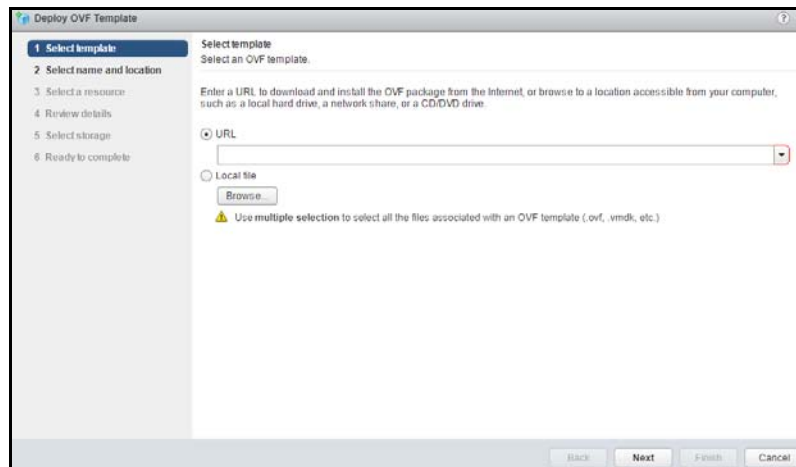 Deploy OVF Template
1 Select template
2 Select name and location
3 Select a resource
4 Review details
5 Select storage
6 Ready to complete
Select template
Select an OVF template.
Enter a URL to download and install the OVF package from the Internet, or browse to a location accessible from your computer,
such as a local hard drive, a network share, or a CD/DVD drive.
URL
Local file
Browse...
Use multiple selection to select all the files associated with an OVF template (.ovf, .vmdk, etc.)
Back
Next
Finish
Cancel